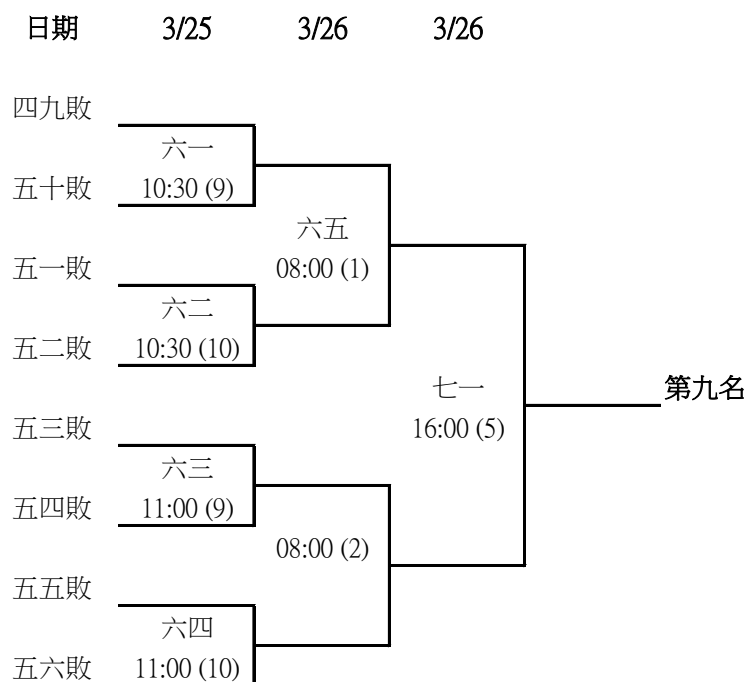 日期 3/25 3/26 3/26
四九敗
六一
五十敗 10:30 (9)
六五
五一敗 08:00 (1)
六二
五二敗 10:30 (10)
七一 第九名
五三敗 16:00 (5)
六三
五四敗 11:00 (9)
08:00 (2)
五五敗
六四
五六敗 11:00 (10)